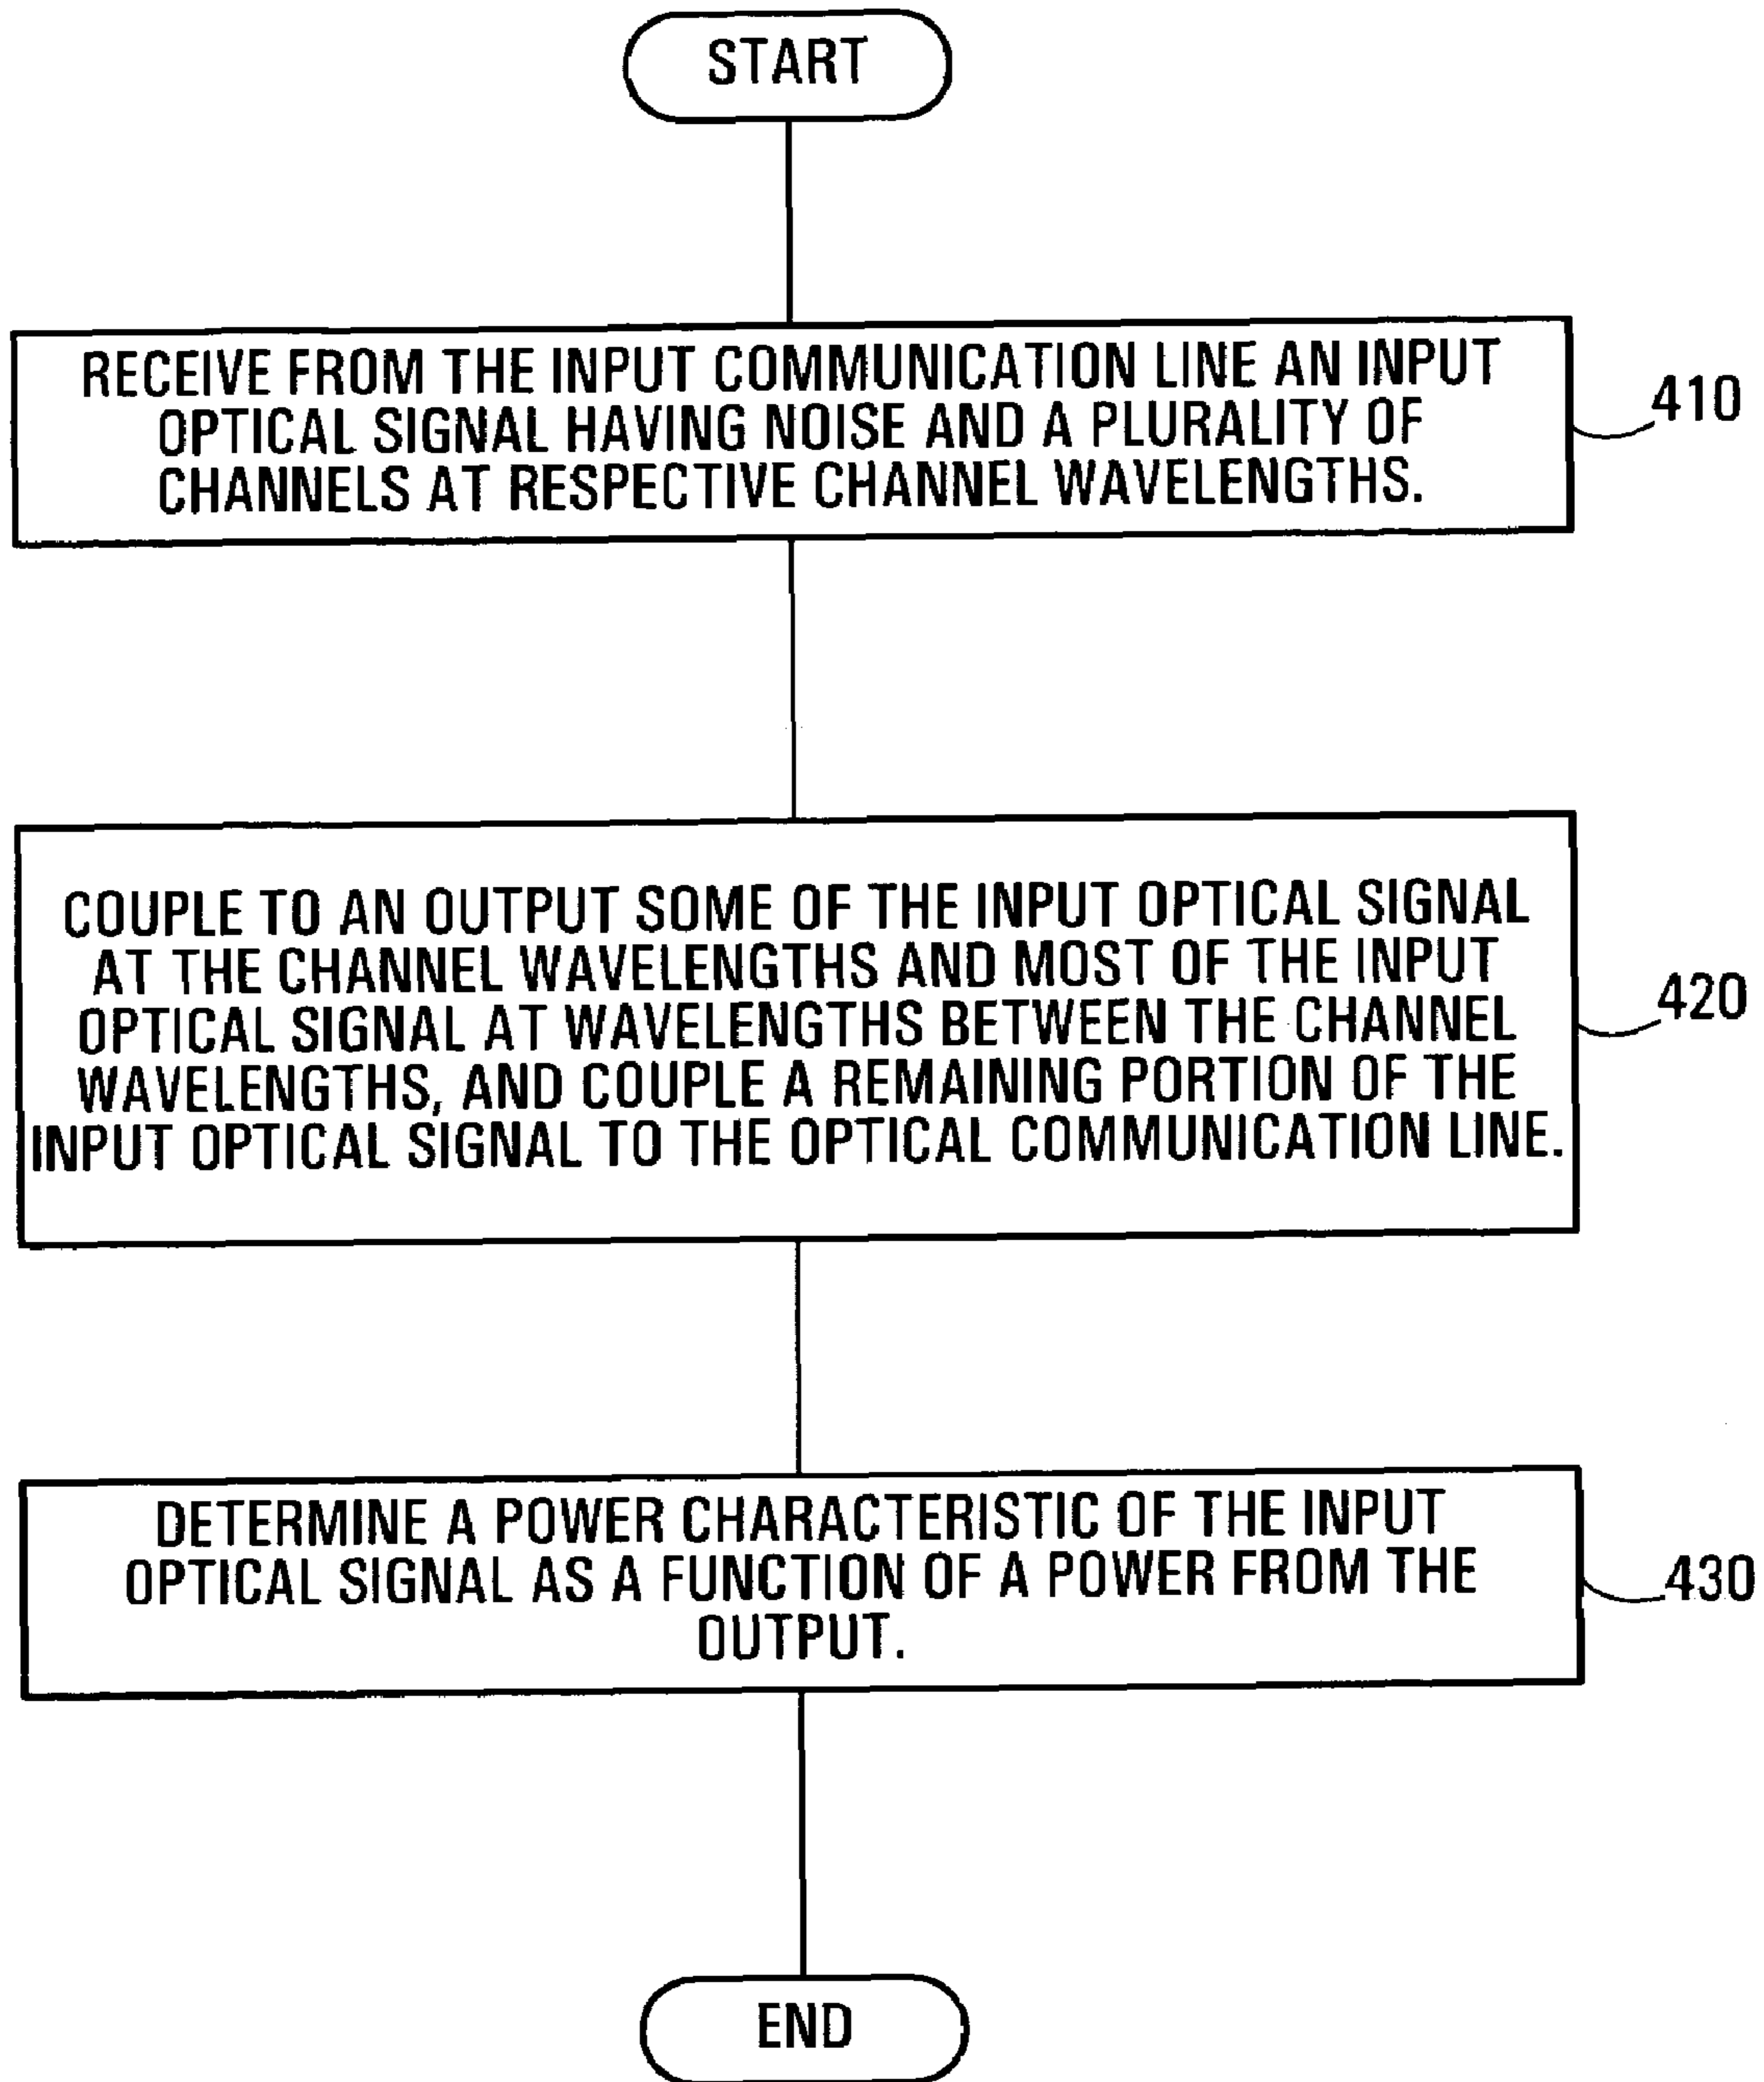 START
RECEIVE FROM THE INPUT COMMUNICATION LINE AN INPUT
OPTICAL SIGNAL HAVING NOISE AND A PLURALITY OF
CHANNELS AT RESPECTIVE CHANNEL WAVELENGTHS.
410
COUPLE TO AN OUTPUT SOME OF THE INPUT OPTICAL SIGNAL
AT THE CHANNEL WAVELENGTHS AND MOST OF THE INPUT
OPTICAL SIGNAL AT WAVELENGTHS BETWEEN THE CHANNEL
WAVELENGTHS, AND COUPLE A REMAINING PORTION OF THE
INPUT OPTICAL SIGNAL TO THE OPTICAL COMMUNICATION LINE.
420
DETERMINE A POWER CHARACTERISTIC OF THE INPUT
OPTICAL SIGNAL AS A FUNCTION OF A POWER FROM THE
OUTPUT.
430
END